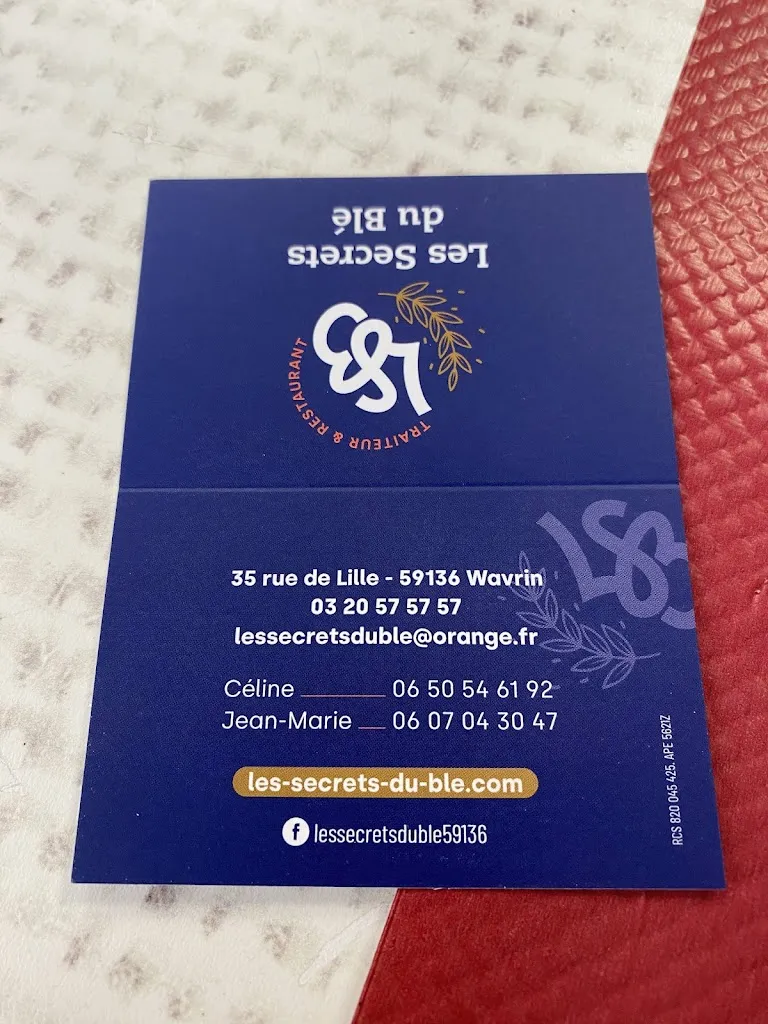 Les Secrets
du Blé
LSB
TRAITEUR & RESTAURANT
LSB
35 rue de Lille - 59136 Wavrin
03 20 57 57 57
lessecretsduble@orange.fr
Céline 06 50 54 61 92
Jean-Marie 06 07 04 30 47
les-secrets-du-ble.com
lessecretsduble59136
RCS 820 045 425. APE 5621Z